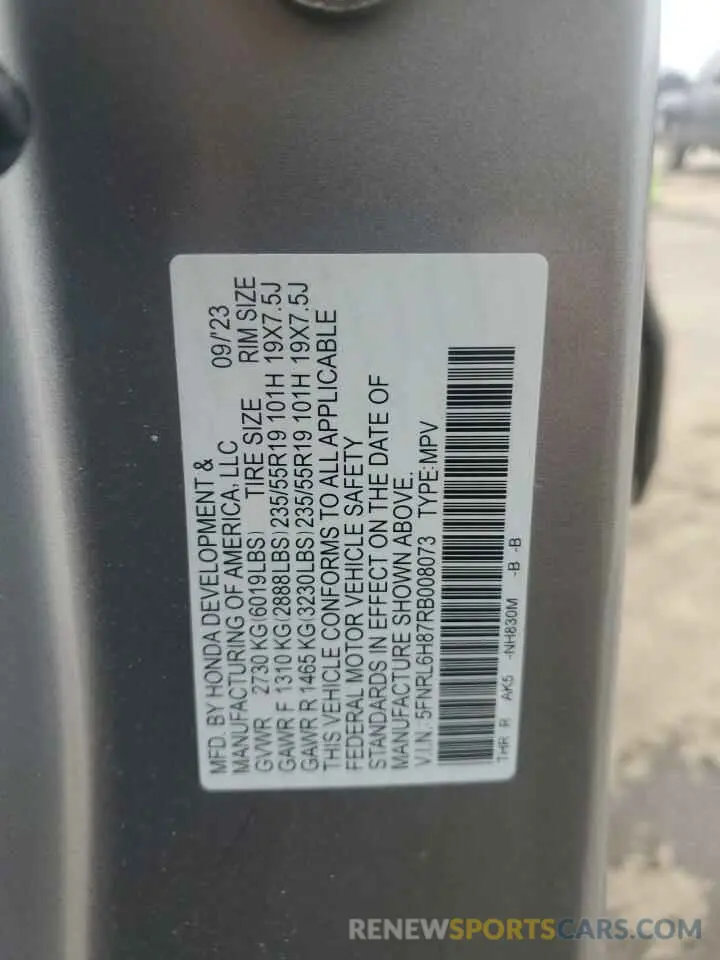 MFD. BY HONDA DEVELOPMENT &
MANUFACTURING OF AMERICA, LLC 09/'23
GVWR 2730 KG(6019LBS) TIRE SIZE RIM SIZE
GAWR F 1310 KG(2888LBS) 235/55R19 101H 19X7.5J
GAWR R 1465 KG(3230LBS) 235/55R19 101H 19X7.5J
THIS VEHICLE CONFORMS TO ALL APPLICABLE
FEDERAL MOTOR VEHICLE SAFETY
STANDARDS IN EFFECT ON THE DATE OF
MANUFACTURE SHOWN ABOVE.
V.I.N.: 5FNRL6H87RB008073 TYPE: MPV
THR R AK5 -NH830M -B -B
RENEWSPORTSCARS.COM